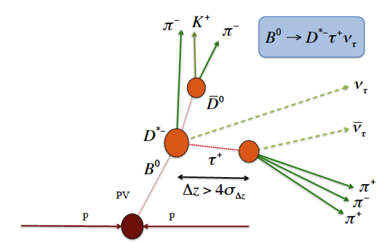 π⁻ K⁺ π⁻
B⁰ → D*⁻τ⁺ν_τ
D̅⁰
ν_τ
D*⁻
ν̅_τ
τ⁺
B⁰
Δz > 4σ_Δz
π⁺
π⁻
π⁺
PV
p p